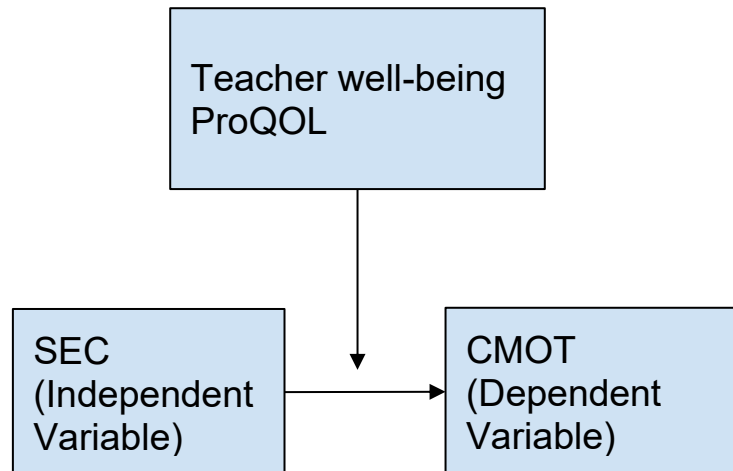 Teacher well-being
ProQOL
SEC
(Independent
Variable)
CMOT
(Dependent
Variable)